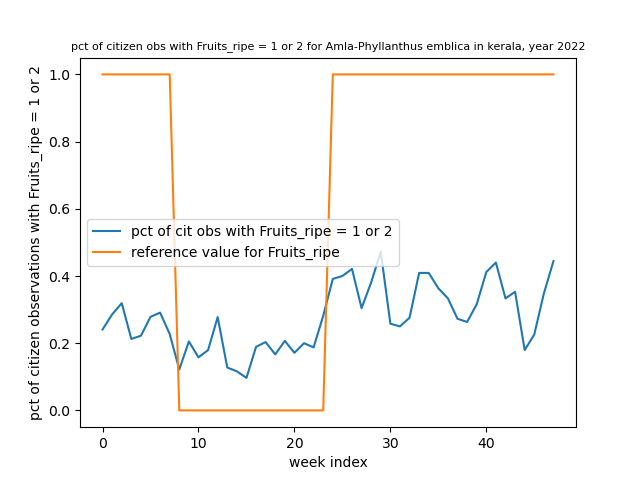 pct of citizen obs with Fruits_ripe = 1 or 2 for Amla-Phyllanthus emblica in kerala, year 2022
pct of citizen observations with Fruits_ripe = 1 or 2
1.0
0.8
0.6
0.4
0.2
0.0
pct of cit obs with Fruits_ripe = 1 or 2
reference value for Fruits_ripe
0 10 20 30 40
week index